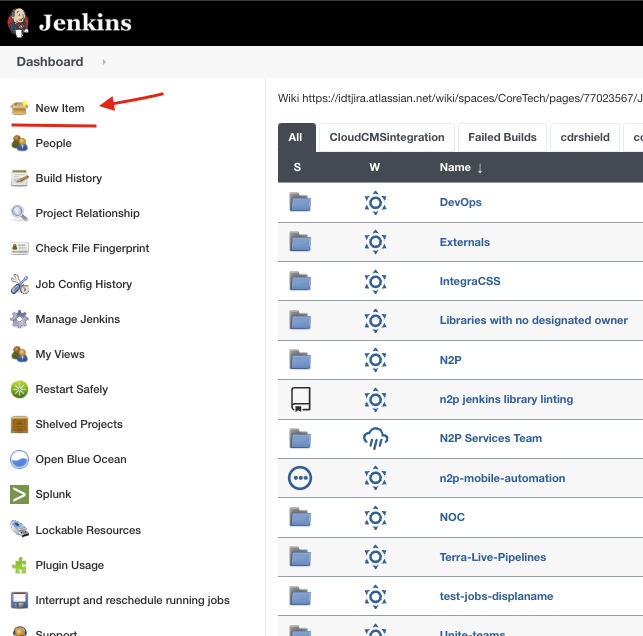 Jenkins
Dashboard
New Item
People
Build History
Project Relationship
Check File Fingerprint
Job Config History
Manage Jenkins
My Views
Restart Safely
Shelved Projects
Open Blue Ocean
Splunk
Lockable Resources
Plugin Usage
Interrupt and reschedule running jobs
Support
Wiki https://idtjira.atlassian.net/wiki/spaces/CoreTech/pages/77023567/J
All CloudCMSintegration Failed Builds cdrshield cc
S W Name ↓
DevOps
Externals
IntegraCSS
Libraries with no designated owner
N2P
n2p jenkins library linting
N2P Services Team
n2p-mobile-automation
NOC
Terra-Live-Pipelines
test-jobs-displaname
Unite-teams